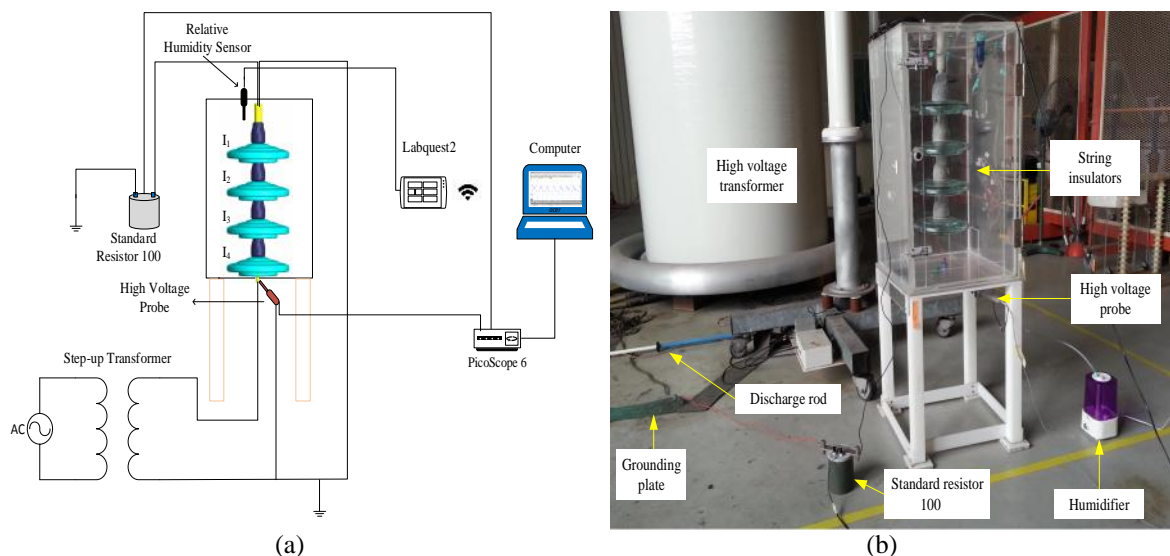 Relative
Humidity Sensor
I1
I2
I3
I4
Labquest2
Computer
Standard
Resistor 100
High Voltage
Probe
PicoScope 6
Step-up Transformer
AC
(a)
High voltage
transformer
String
insulators
High voltage
probe
Discharge rod
Grounding
plate
Standard resistor
100
Humidifier
(b)